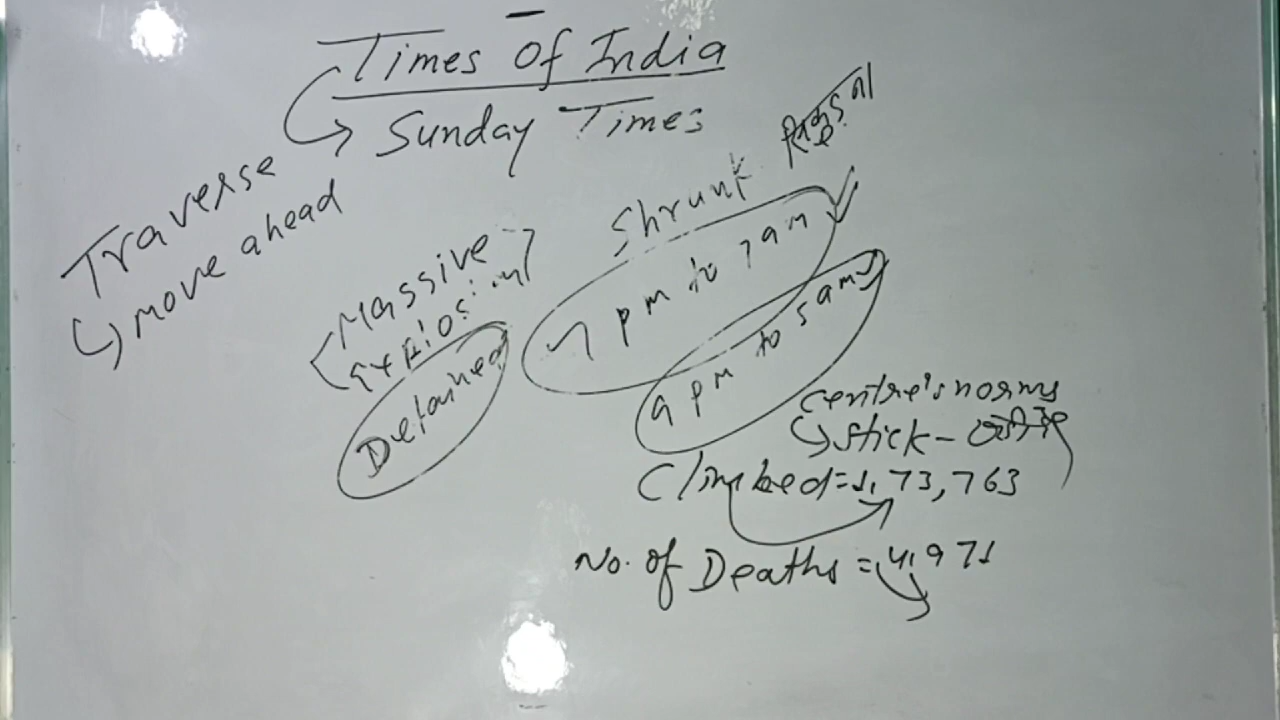 Times Of India
Sunday Times
Traverse
move ahead
Massive
explosion
Detained
Shrunk
7 pm to 7 am
9 pm to 5 am
Centre's norms
stick -
Climbed = 1,73,763
No. of Deaths = 4,971